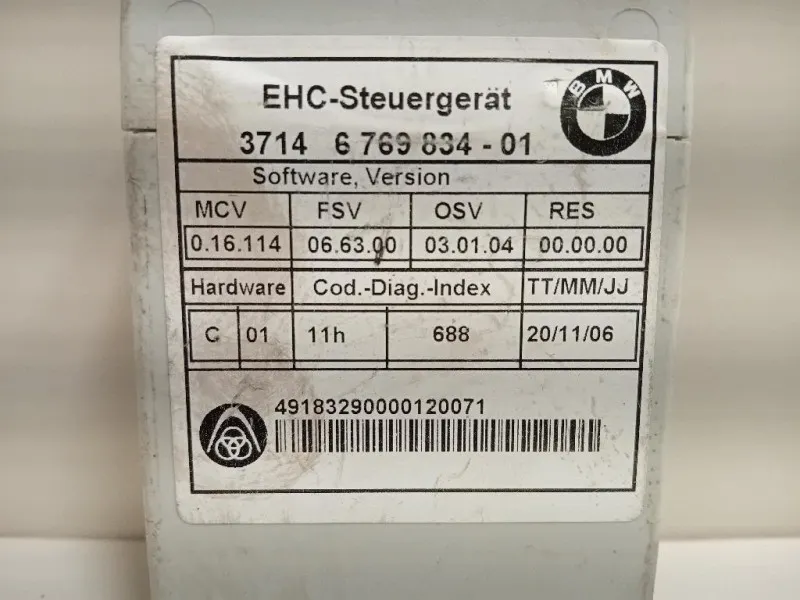 BMW
EHC-Steuergerät
3714 6 769 834 - 01
Software, Version
MCV FSV OSV RES
0.16.114 06.63.00 03.01.04 00.00.00
Hardware Cod.-Diag.-Index TT/MM/JJ
C 01 11h 688 20/11/06
49183290000120071